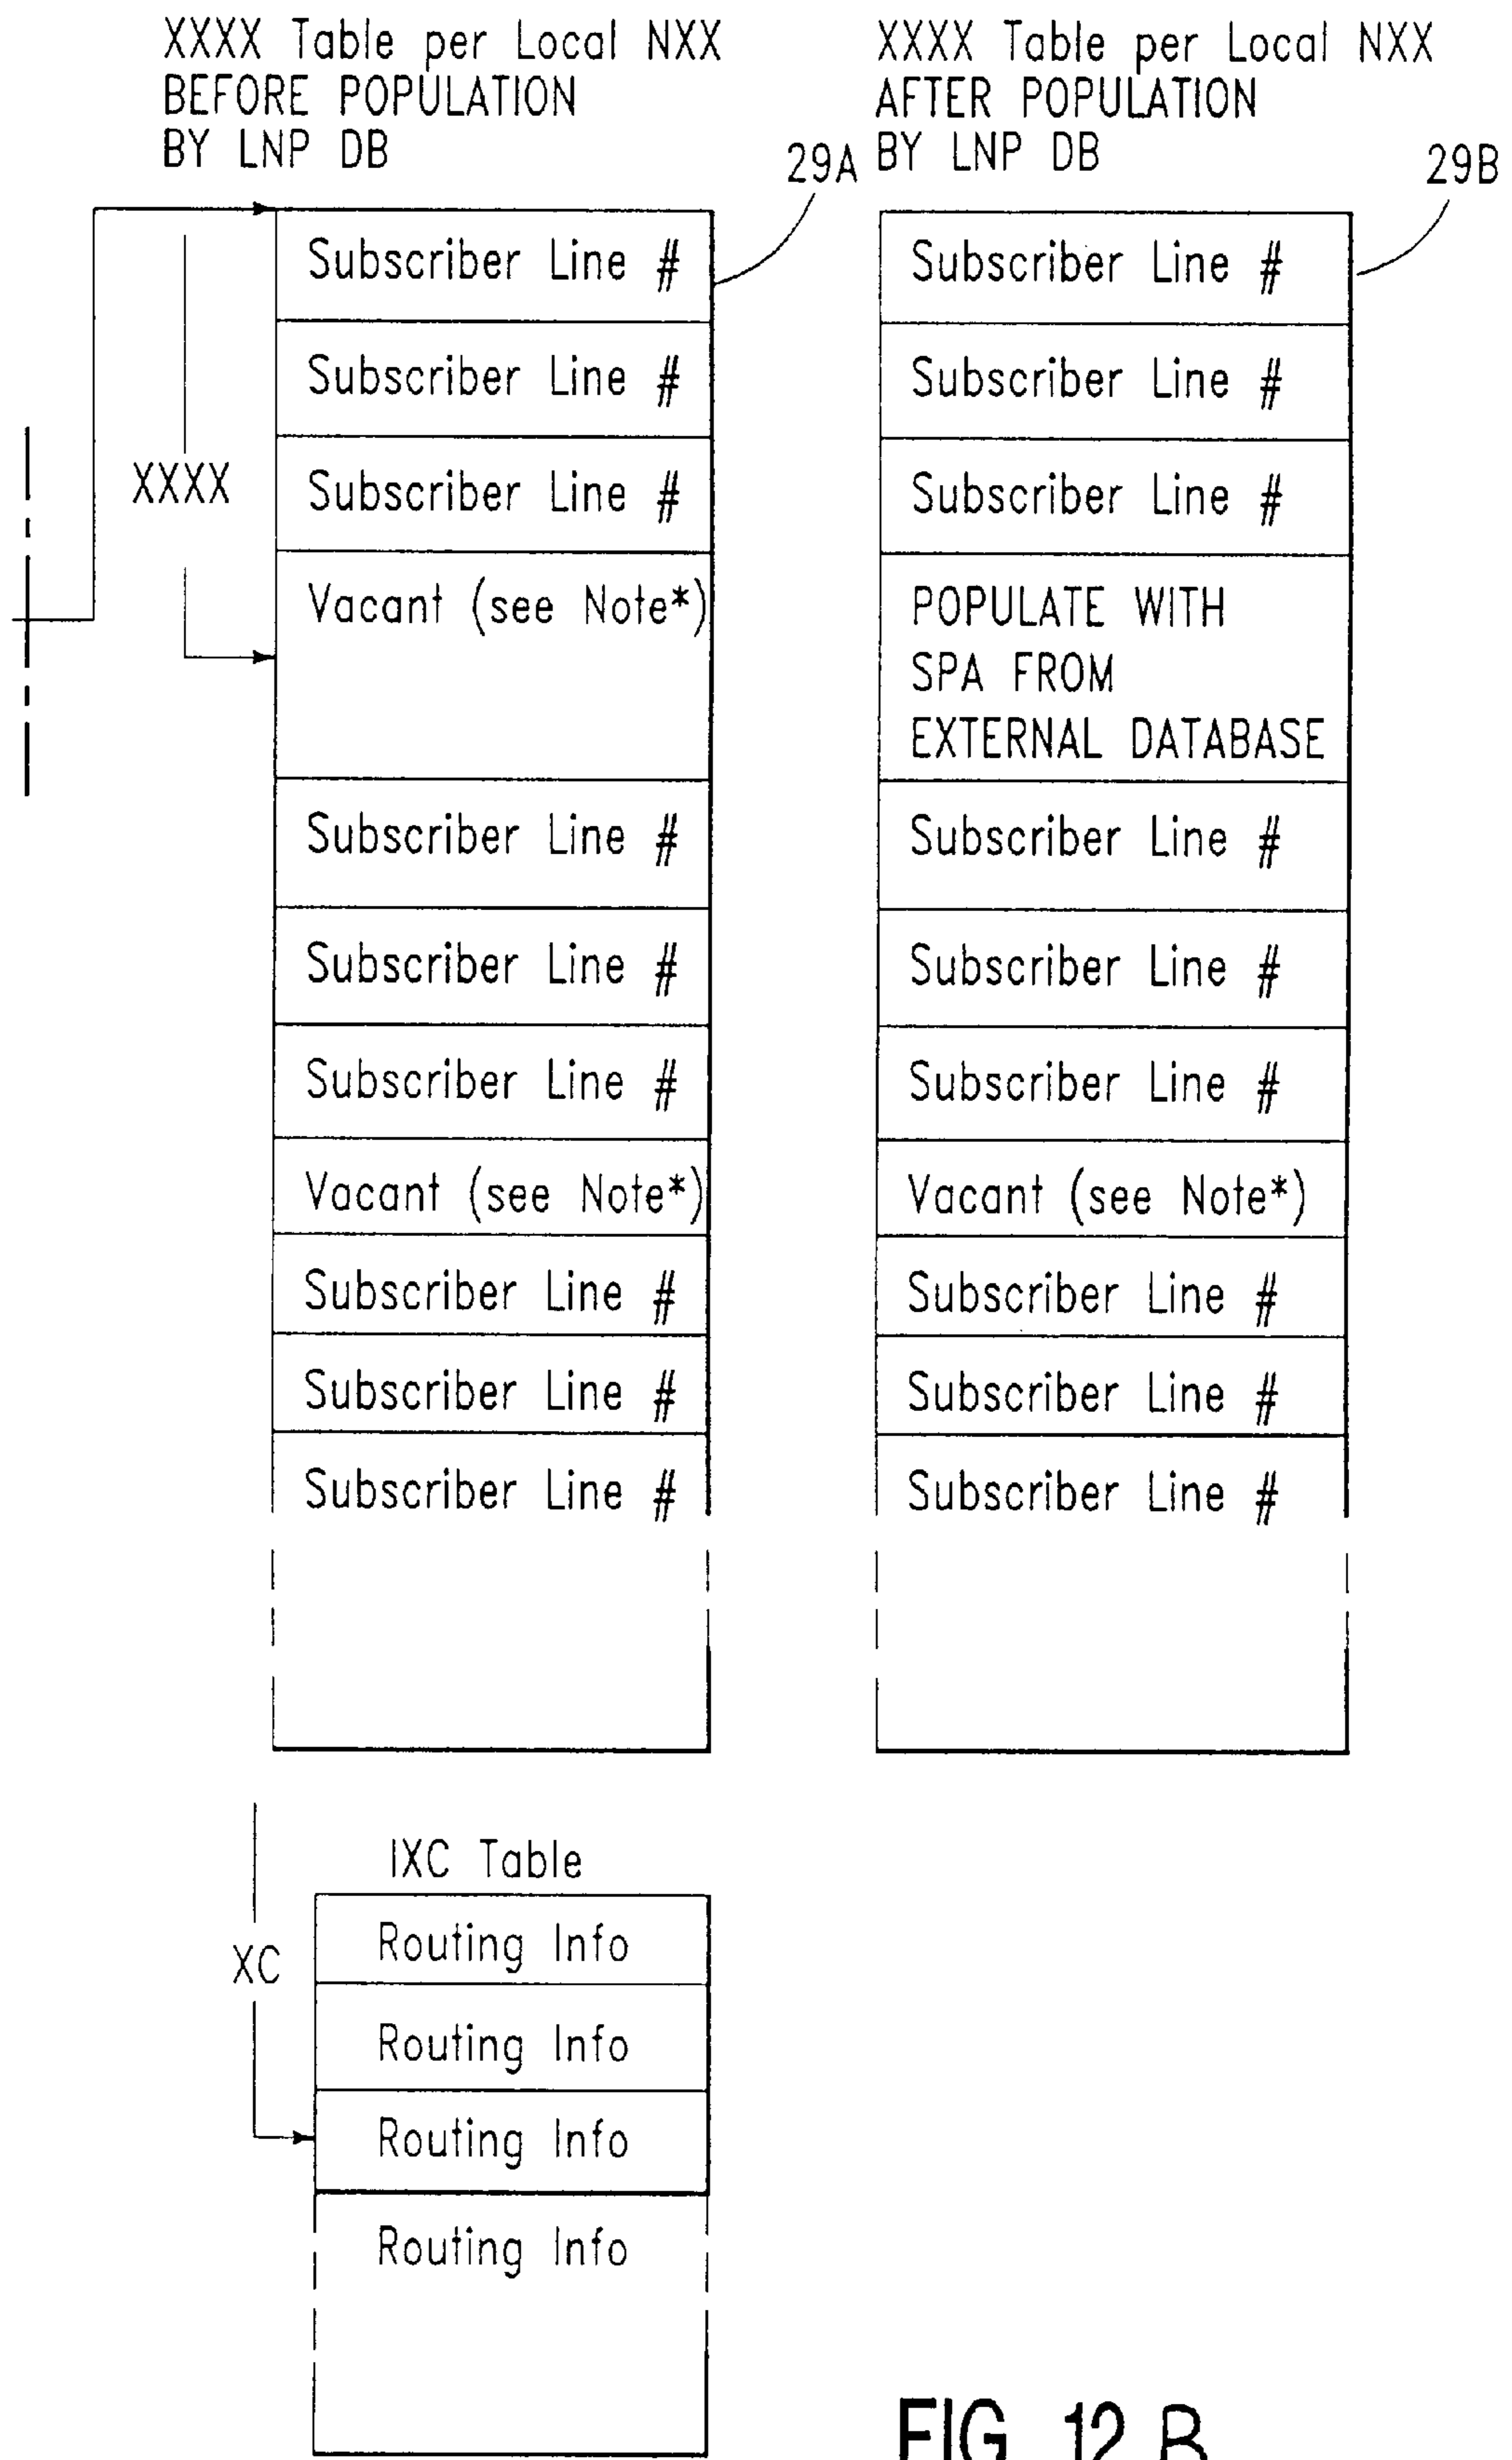 XXXX Table per Local NXX
BEFORE POPULATION
BY LNP DB
29A
XXXX
Subscriber Line #
Subscriber Line #
Subscriber Line #
Vacant (see Note*)
Subscriber Line #
Subscriber Line #
Subscriber Line #
Vacant (see Note*)
Subscriber Line #
Subscriber Line #
Subscriber Line #
XXXX Table per Local NXX
AFTER POPULATION
BY LNP DB
29B
Subscriber Line #
Subscriber Line #
Subscriber Line #
POPULATE WITH
SPA FROM
EXTERNAL DATABASE
Subscriber Line #
Subscriber Line #
Subscriber Line #
Vacant (see Note*)
Subscriber Line #
Subscriber Line #
Subscriber Line #
IXC Table
XC
Routing Info
Routing Info
Routing Info
Routing Info
FIG. 12 B